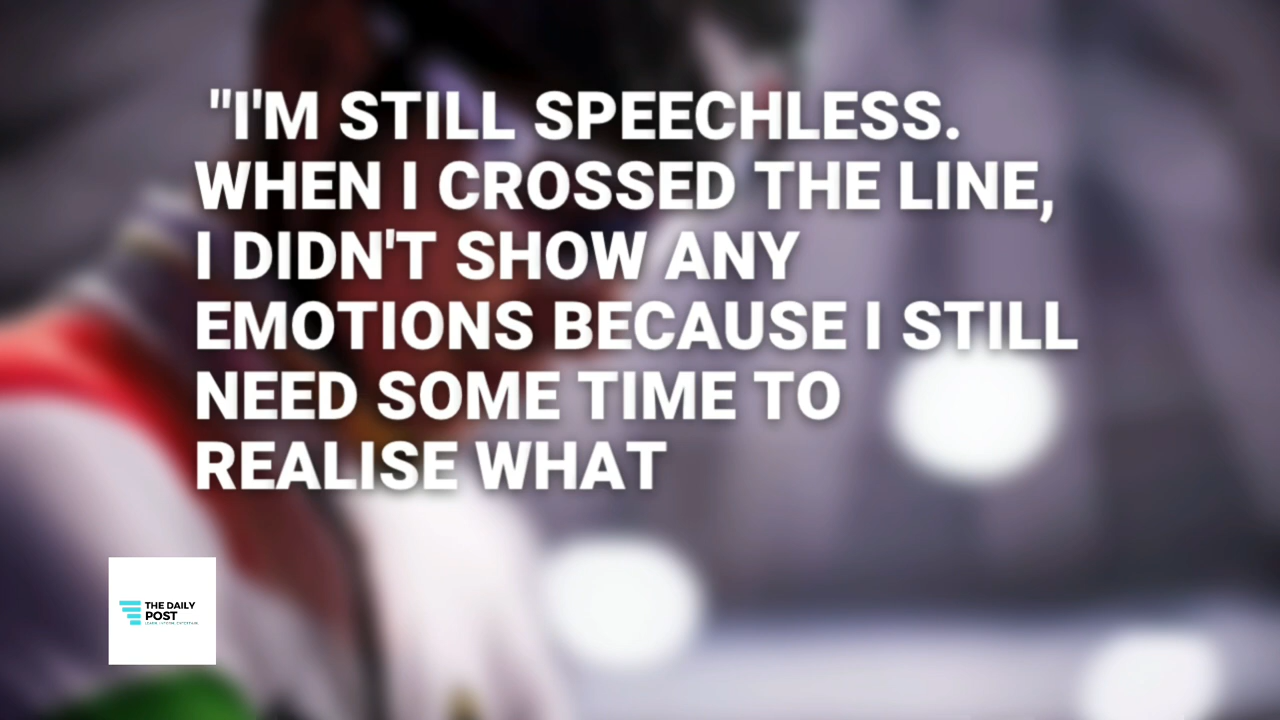 "I'M STILL SPEECHLESS.
WHEN I CROSSED THE LINE,
I DIDN'T SHOW ANY
EMOTIONS BECAUSE I STILL
NEED SOME TIME TO
REALISE WHAT
THE DAILY
POST